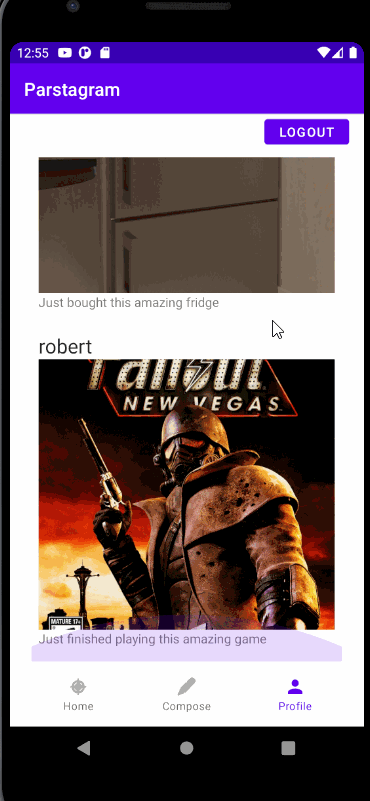 12:55
Parstagram
LOGOUT
Just bought this amazing fridge
robert
Fallout
NEW VEGAS
MATURE 17+
Just finished playing this amazing game
Home
Compose
Profile